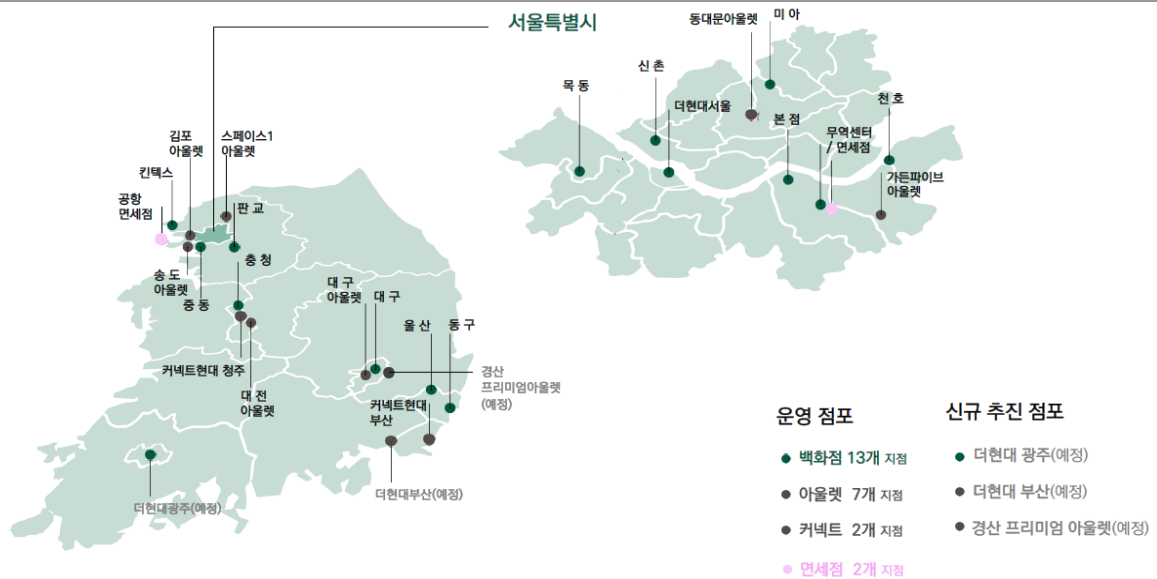 서울특별시
동대문아울렛
미 아
신 촌
목 동
더현대서울
천 호
본 점
무역센터
/ 면세점
가든파이브
아울렛
김포
아울렛
스페이스1
아울렛
킨텍스
공항
면세점
판 교
송 도
아울렛
중 동
충 청
대 구
아울렛
대 구
울 산
동 구
커넥트현대 청주
대 전
아울렛
경산
프리미엄아울렛
(예정)
커넥트현대
부산
더현대부산(예정)
더현대광주(예정)
운영 점포
백화점 13개 지점
아울렛 7개 지점
커넥트 2개 지점
면세점 2개 지점
신규 추진 점포
더현대 광주(예정)
더현대 부산(예정)
경산 프리미엄 아울렛(예정)